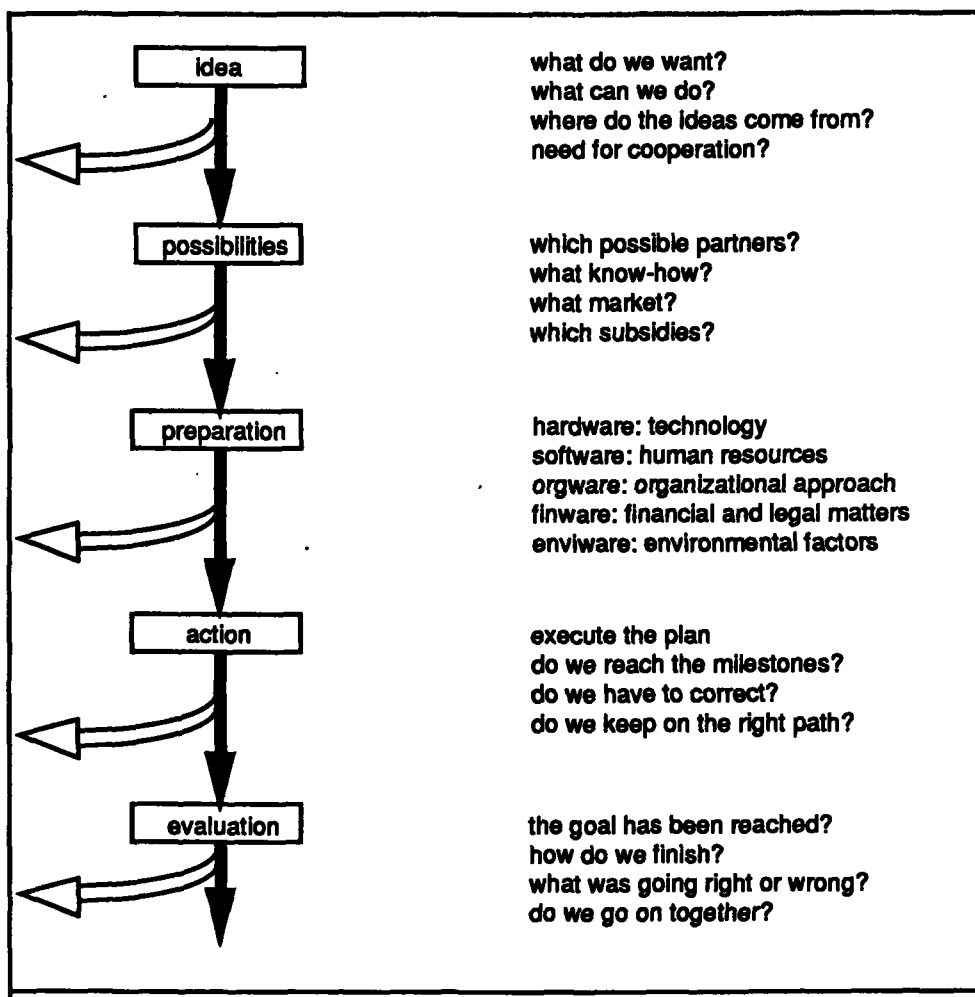 idea
what do we want?
what can we do?
where do the ideas come from?
need for cooperation?
possibilities
which possible partners?
what know-how?
what market?
which subsidies?
preparation
hardware: technology
software: human resources
orgware: organizational approach
finware: financial and legal matters
enviware: environmental factors
action
execute the plan
do we reach the milestones?
do we have to correct?
do we keep on the right path?
evaluation
the goal has been reached?
how do we finish?
what was going right or wrong?
do we go on together?